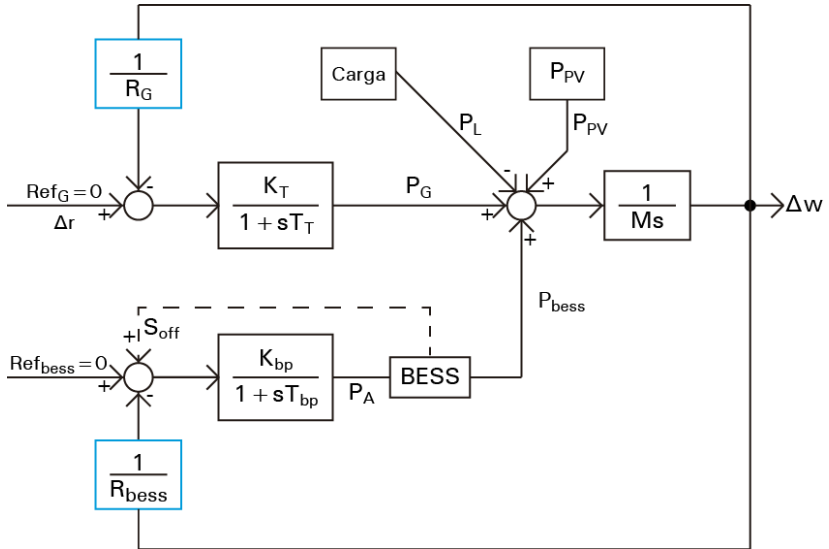 1
R_G
Carga
P_PV
P_L
P_PV
-
-
+
Ref_G=0
+
Δr
K_T
1 + sT_T
P_G
+
+
1
Ms
Δw
P_bess
+
S_off
Ref_bess=0
+
-
K_bp
1 + sT_bp
P_A
BESS
1
R_bess